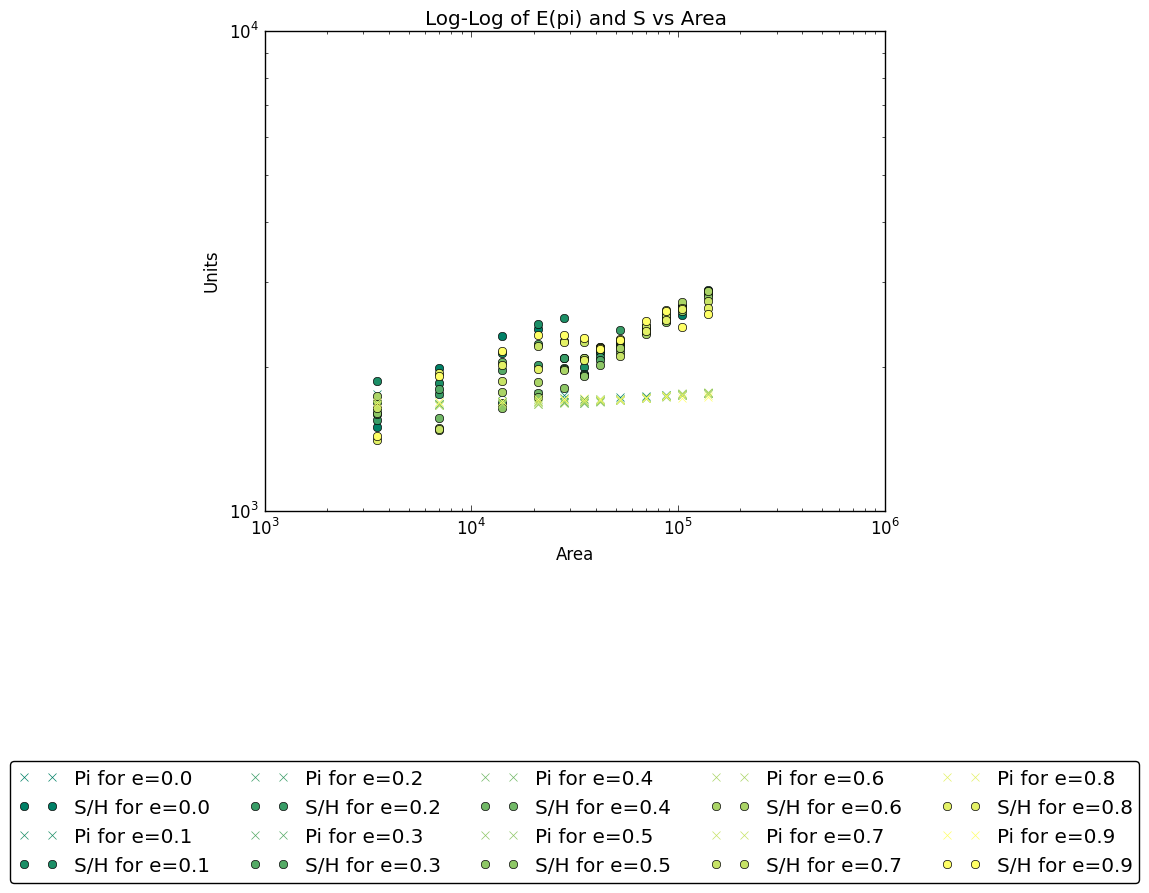 Log-Log of E(pi) and S vs Area
10^4
Units
10^3
10^3 10^4 10^5 10^6
Area
Pi for e=0.0 Pi for e=0.2 Pi for e=0.4 Pi for e=0.6 Pi for e=0.8
S/H for e=0.0 S/H for e=0.2 S/H for e=0.4 S/H for e=0.6 S/H for e=0.8
Pi for e=0.1 Pi for e=0.3 Pi for e=0.5 Pi for e=0.7 Pi for e=0.9
S/H for e=0.1 S/H for e=0.3 S/H for e=0.5 S/H for e=0.7 S/H for e=0.9